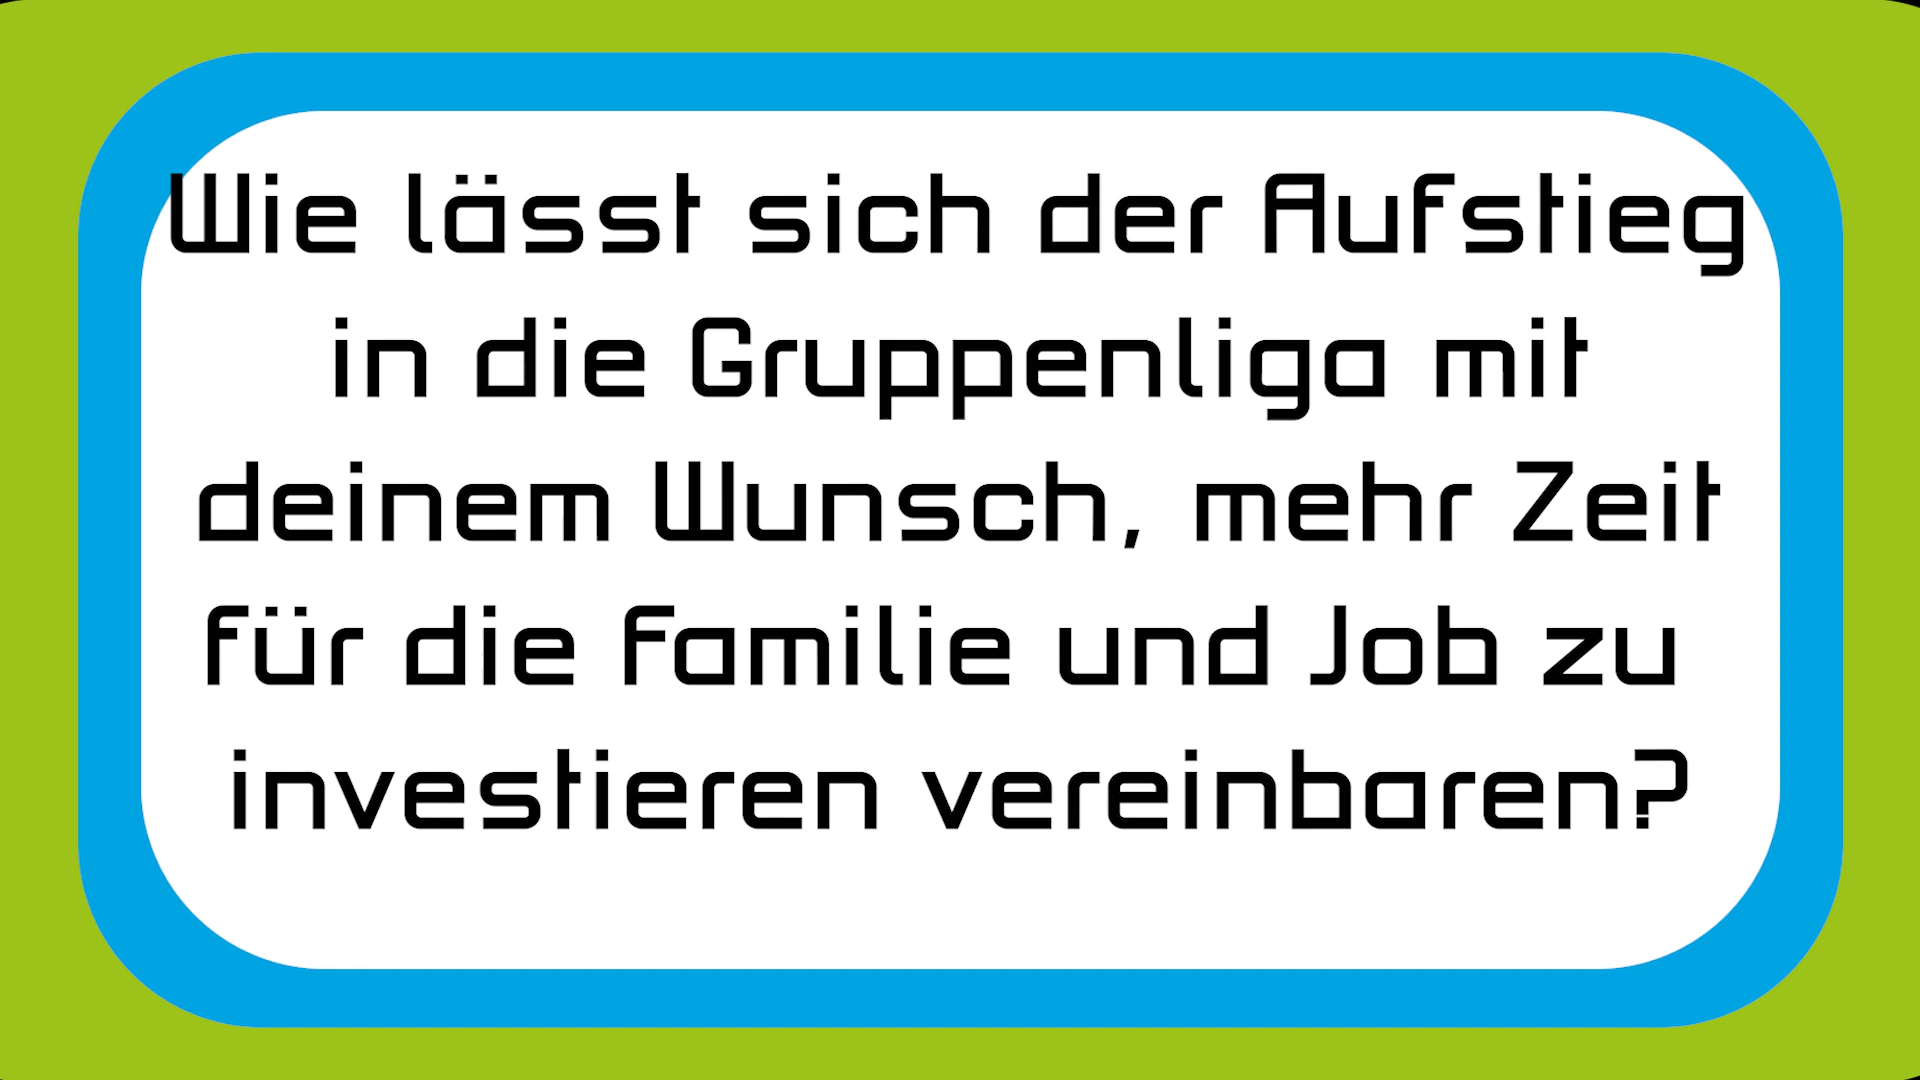 Wie lässt sich der Aufstieg
in die Gruppenliga mit
deinem Wunsch, mehr Zeit
für die Familie und Job zu
investieren vereinbaren?